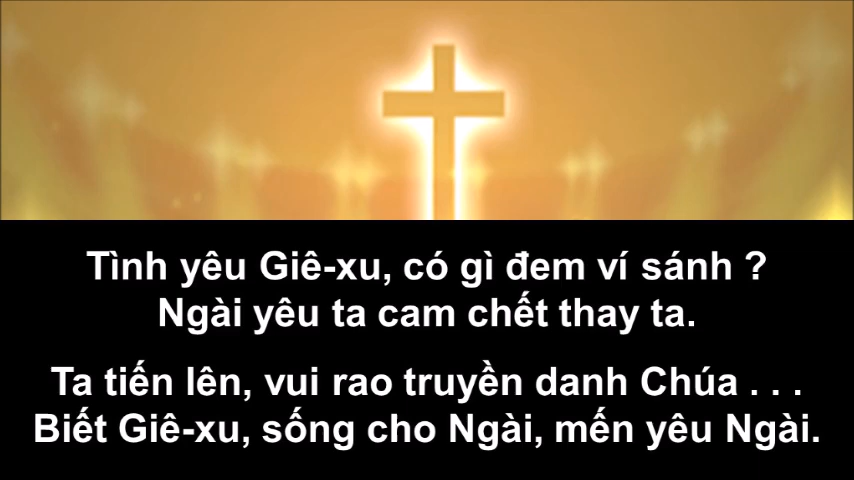 Tình yêu Giê-xu, có gì đem ví sánh ?
Ngài yêu ta cam chết thay ta.
Ta tiến lên, vui rao truyền danh Chúa . . .
Biết Giê-xu, sống cho Ngài, mến yêu Ngài.